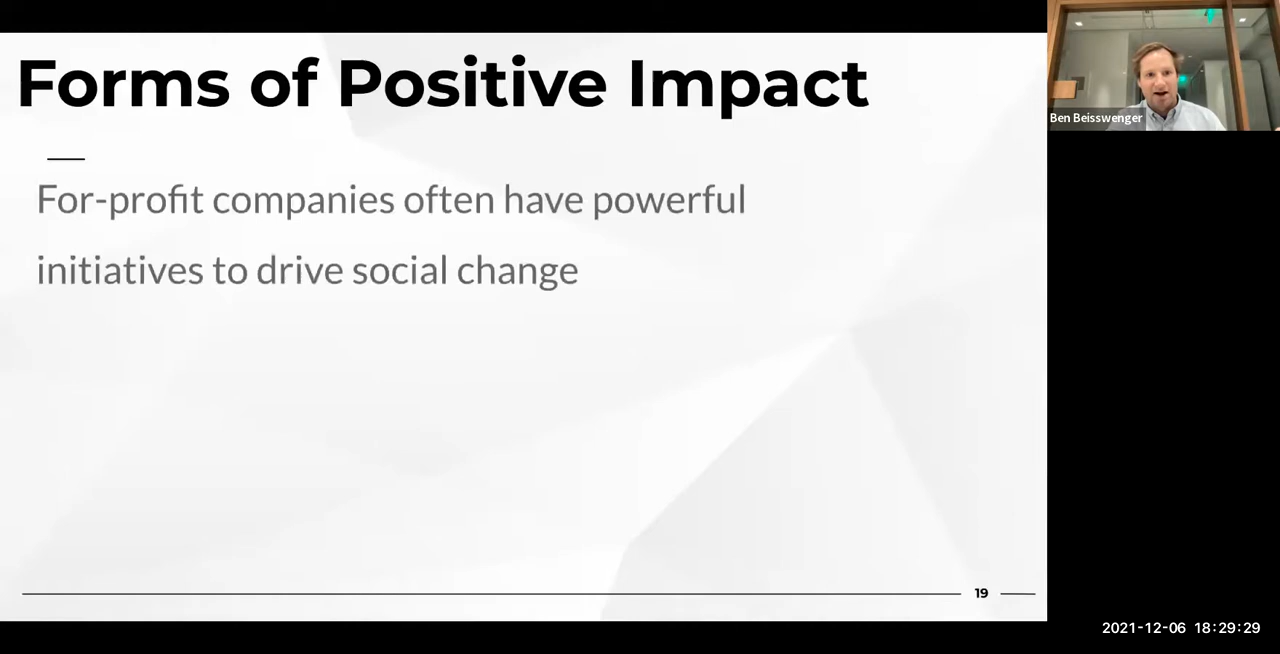 Forms of Positive Impact
For-profit companies often have powerful
initiatives to drive social change
19
Ben Beisswenger
2021-12-06 18:29:29